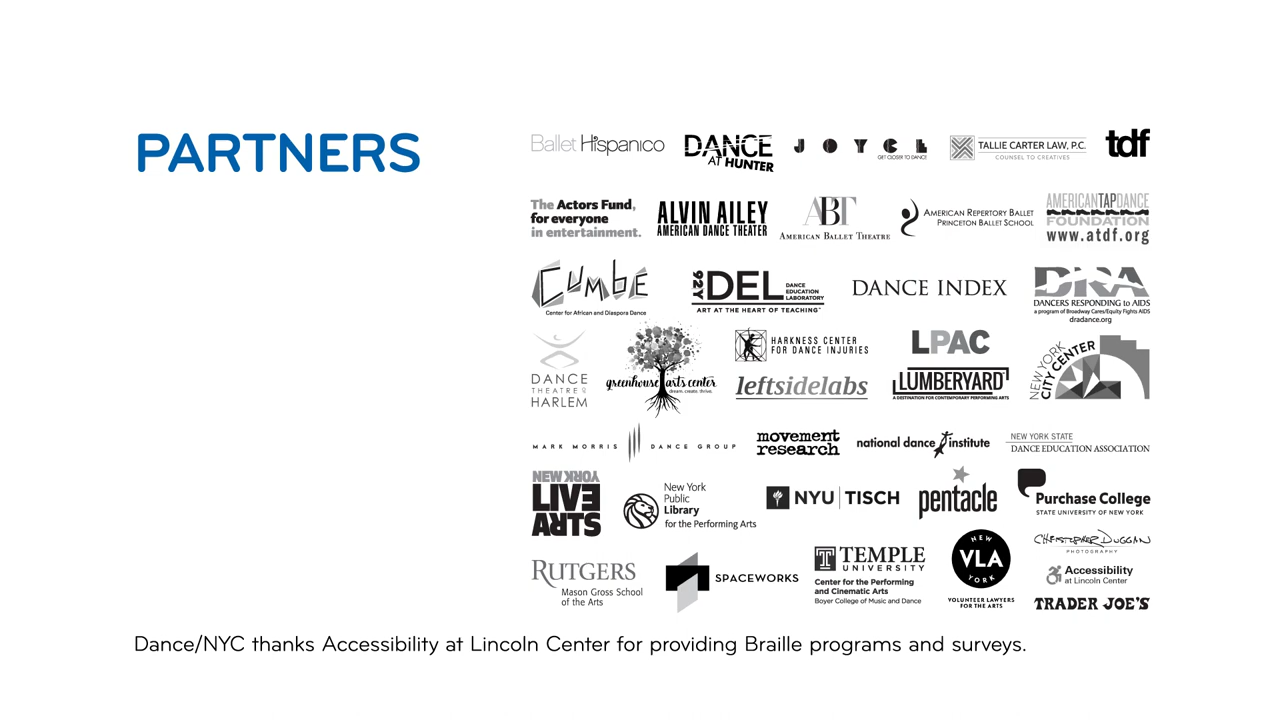 PARTNERS
Ballet Hispanico
DANCE
AT HUNTER
JOYCE
GET CLOSER TO DANCE
TALLIE CARTER LAW, P.C.
COUNSEL TO CREATIVES
tdf
The Actors Fund,
for everyone
in entertainment.
ALVIN AILEY
AMERICAN DANCE THEATER
ABT
AMERICAN BALLET THEATRE
AMERICAN REPERTORY BALLET
PRINCETON BALLET SCHOOL
AMERICANTAPDANCE
FOUNDATION
www.atdf.org
CUMBE
Center for African and Diaspora Dance
92Y
DEL
DANCE
EDUCATION
LABORATORY
ART AT THE HEART OF TEACHING™
DANCE INDEX
DRA
DANCERS RESPONDING to AIDS
a program of Broadway Cares/Equity Fights AIDS
dradance.org
DANCE
THEATRE OF
HARLEM
greenhouse arts center
dream. create. thrive.
HARKNESS CENTER
FOR DANCE INJURIES
leftsidelabs
LPAC
LUMBERYARD
A DESTINATION FOR CONTEMPORARY PERFORMING ARTS
NEW YORK
CITY CENTER
MARK MORRIS DANCE GROUP
movement
research
national dance institute
NEW YORK STATE
DANCE EDUCATION ASSOCIATION
NEW YORK
LIVE
ARTS
New York
Public
Library
for the Performing Arts
NYU TISCH
pentacle
Purchase College
STATE UNIVERSITY OF NEW YORK
RUTGERS
Mason Gross School
of the Arts
SPACEWORKS
TEMPLE
UNIVERSITY
Center for the Performing
and Cinematic Arts
Boyer College of Music and Dance
NEW
VLA
YORK
VOLUNTEER LAWYERS
FOR THE ARTS
CHRISTOPHER DUGGAN
PHOTOGRAPHY
Accessibility
at Lincoln Center
TRADER JOE'S
Dance/NYC thanks Accessibility at Lincoln Center for providing Braille programs and surveys.